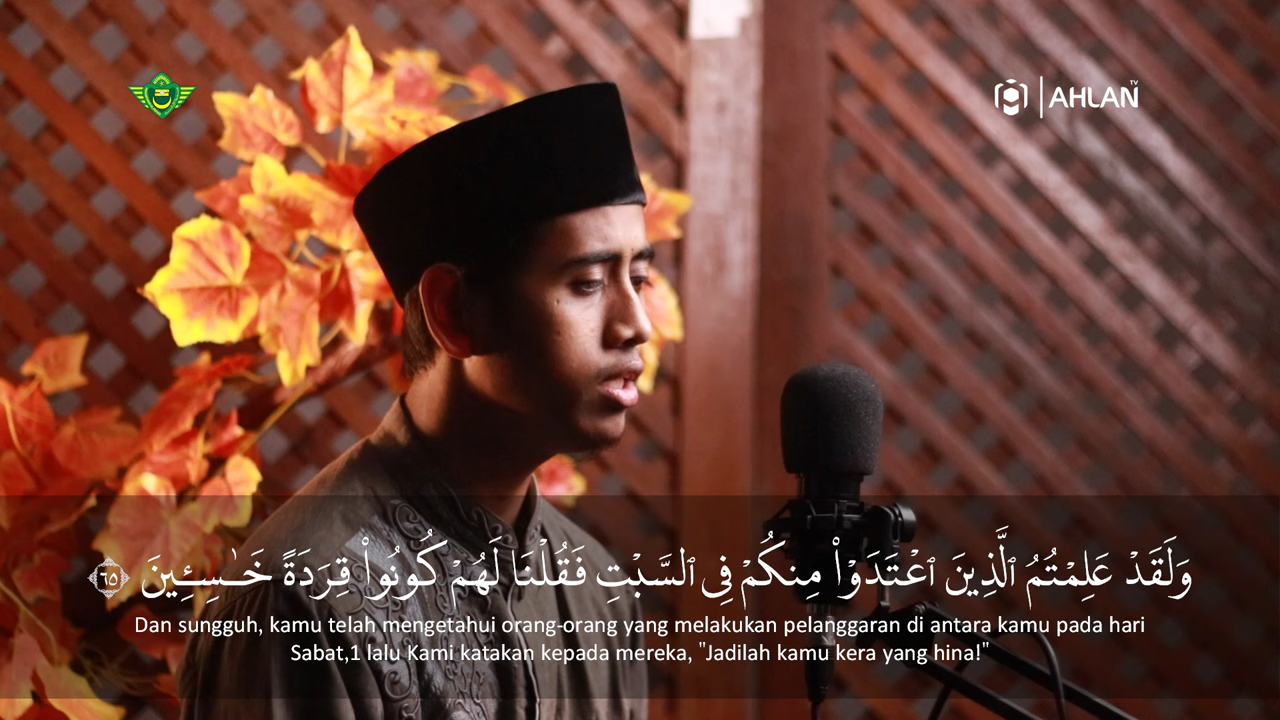 AHLAN TV
وَلَقَدْ عَلِمْتُمُ ٱلَّذِينَ ٱعْتَدَوْا۟ مِنكُمْ فِى ٱلسَّبْتِ فَقُلْنَا لَهُمْ كُونُوا۟ قِرَدَةً خَـٰسِـِٔينَ ٦٥
Dan sungguh, kamu telah mengetahui orang-orang yang melakukan pelanggaran di antara kamu pada hari
Sabat,1 lalu Kami katakan kepada mereka, "Jadilah kamu kera yang hina!"